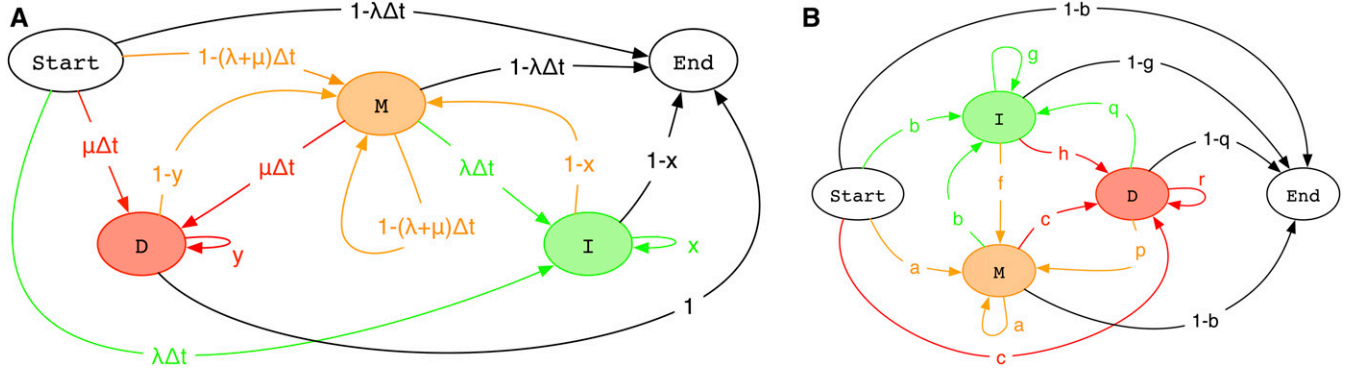 A
B
1-λΔt
1-b
Start
1-(λ+μ)Δt
1-λΔt
End
g
1-g
M
I
b
q
μΔt
1-y
μΔt
λΔt
1-x
1-x
h
1-q
Start
f
D
r
End
D
y
1-(λ+μ)Δt
I
x
b
c
p
a
M
1
a
1-b
λΔt
c